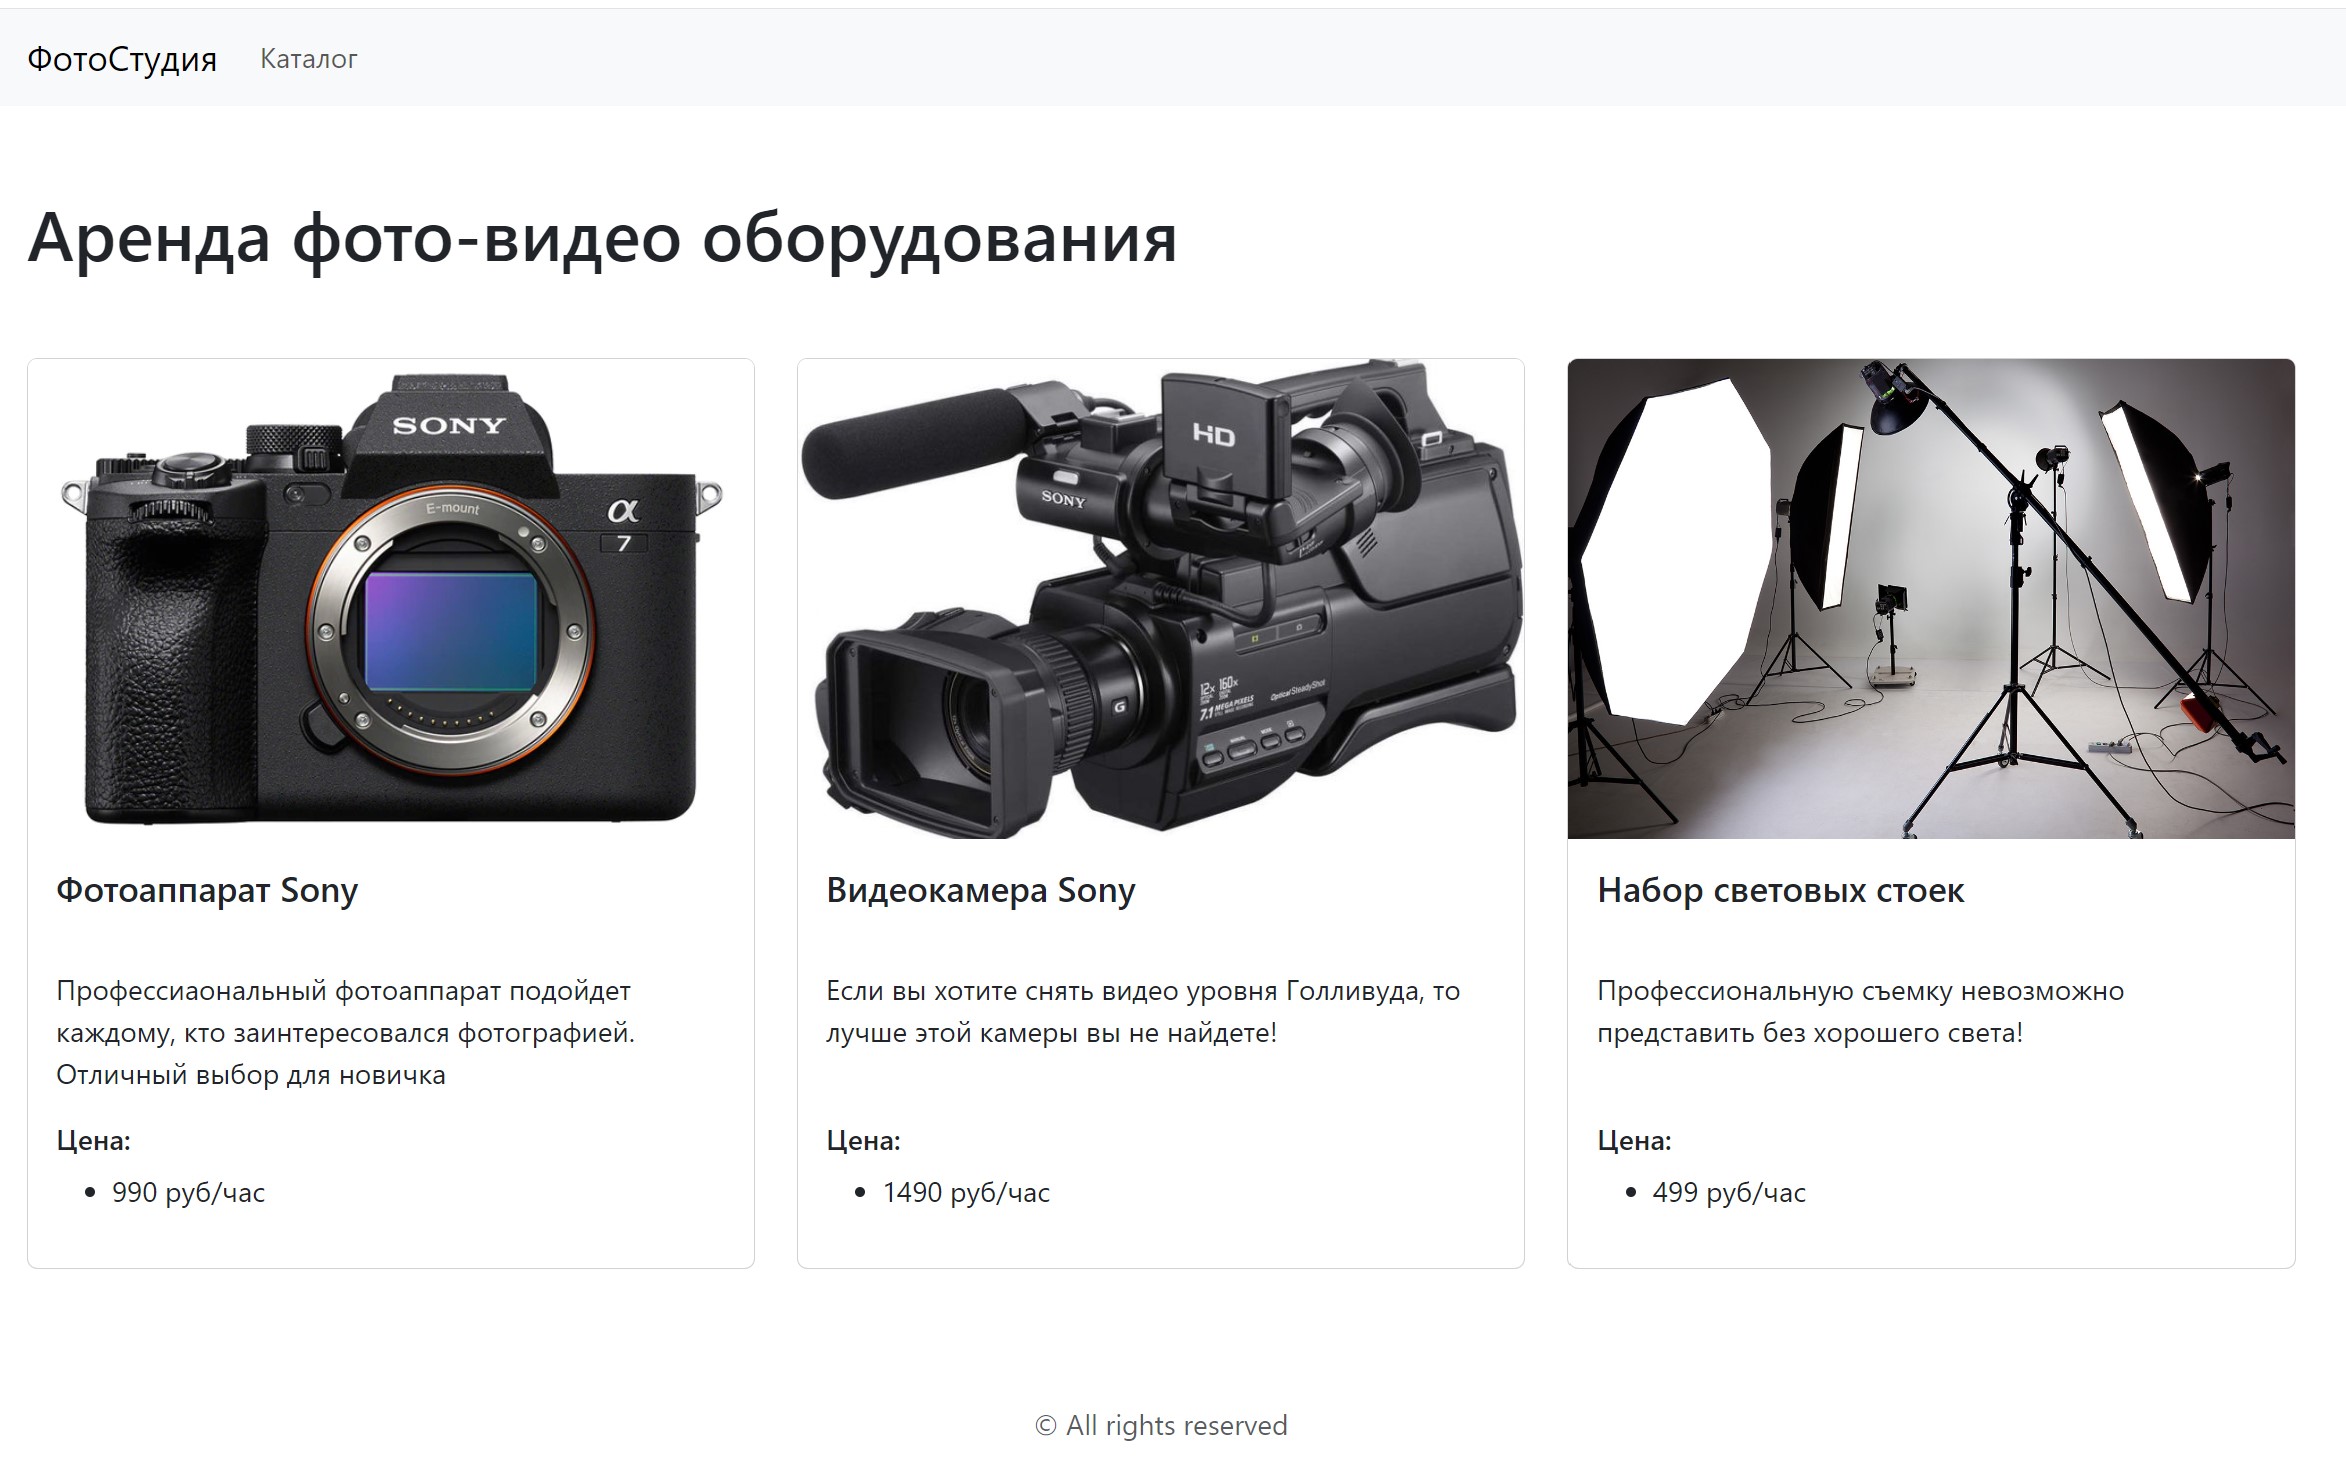 ФотоСтудия Каталог
Аренда фото-видео оборудования
SONY
E-mount
α
7
HD
SONY
G
12x 160x
7.1 MEGA PIXELS
Optical SteadyShot
Фотоаппарат Sony
Профессиаональный фотоаппарат подойдет
каждому, кто заинтересовался фотографией.
Отличный выбор для новичка
Цена:
• 990 руб/час
Видеокамера Sony
Если вы хотите снять видео уровня Голливуда, то
лучше этой камеры вы не найдете!
Цена:
• 1490 руб/час
Набор световых стоек
Профессиональную съемку невозможно
представить без хорошего света!
Цена:
• 499 руб/час
© All rights reserved